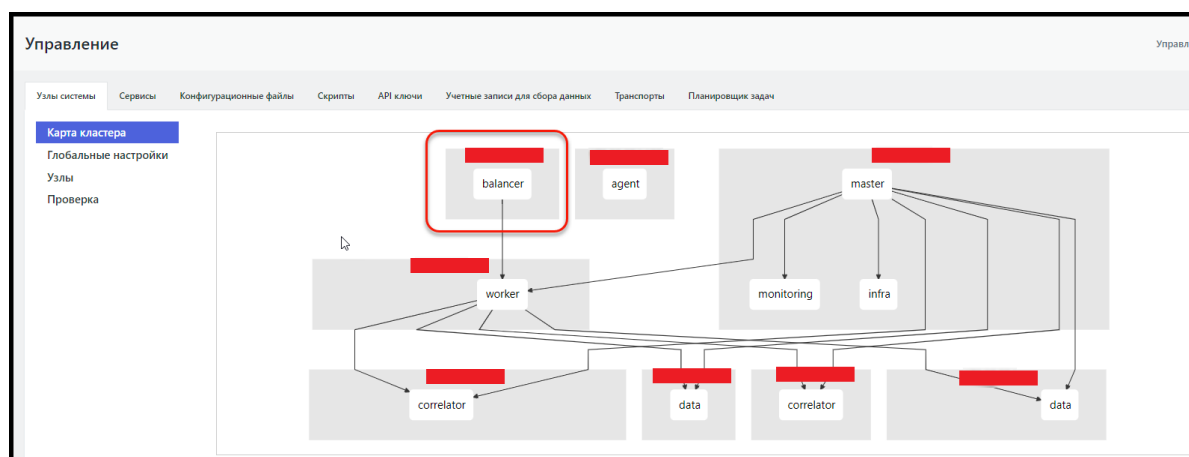 Управление
Управл
Узлы системы Сервисы Конфигурационные файлы Скрипты API ключи Учетные записи для сбора данных Транспорты Планировщик задач
Карта кластера
Глобальные настройки
Узлы
Проверка
balancer agent master
worker monitoring infra
correlator data correlator data